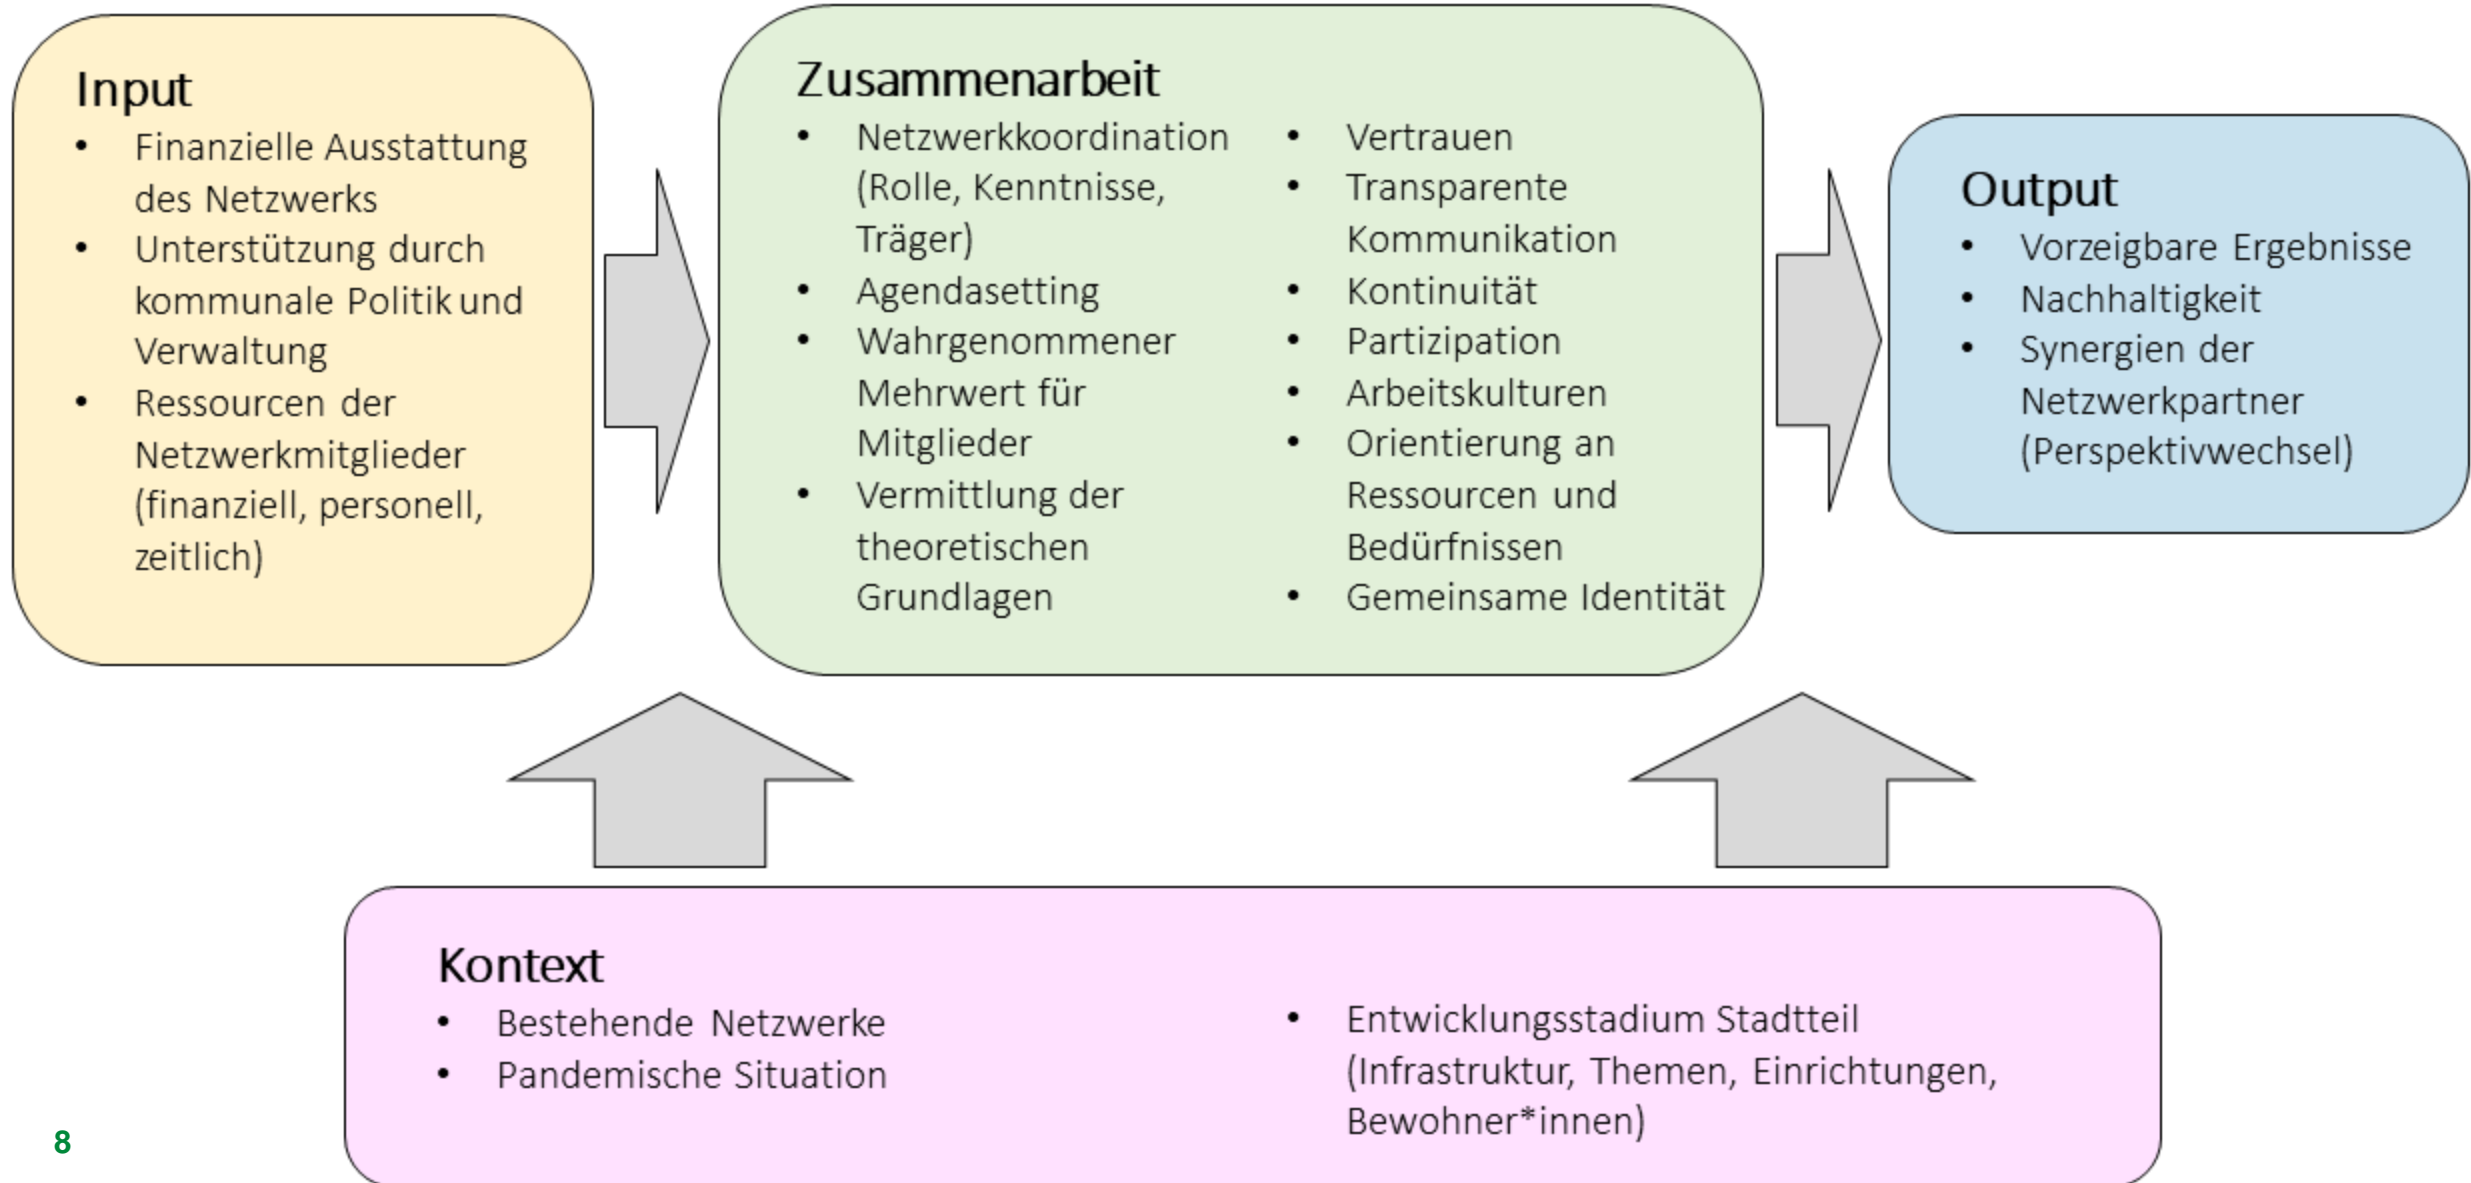 Input
• Finanzielle Ausstattung
des Netzwerks
• Unterstützung durch
kommunale Politik und
Verwaltung
• Ressourcen der
Netzwerkmitglieder
(finanziell, personell,
zeitlich)
Zusammenarbeit
• Netzwerkkoordination
(Rolle, Kenntnisse,
Träger)
• Agendasetting
• Wahrgenommener
Mehrwert für
Mitglieder
• Vermittlung der
theoretischen
Grundlagen
• Vertrauen
• Transparente
Kommunikation
• Kontinuität
• Partizipation
• Arbeitskulturen
• Orientierung an
Ressourcen und
Bedürfnissen
• Gemeinsame Identität
Output
• Vorzeigbare Ergebnisse
• Nachhaltigkeit
• Synergien der
Netzwerkpartner
(Perspektivwechsel)
Kontext
• Bestehende Netzwerke
• Pandemische Situation
• Entwicklungsstadium Stadtteil
(Infrastruktur, Themen, Einrichtungen,
Bewohner*innen)
8